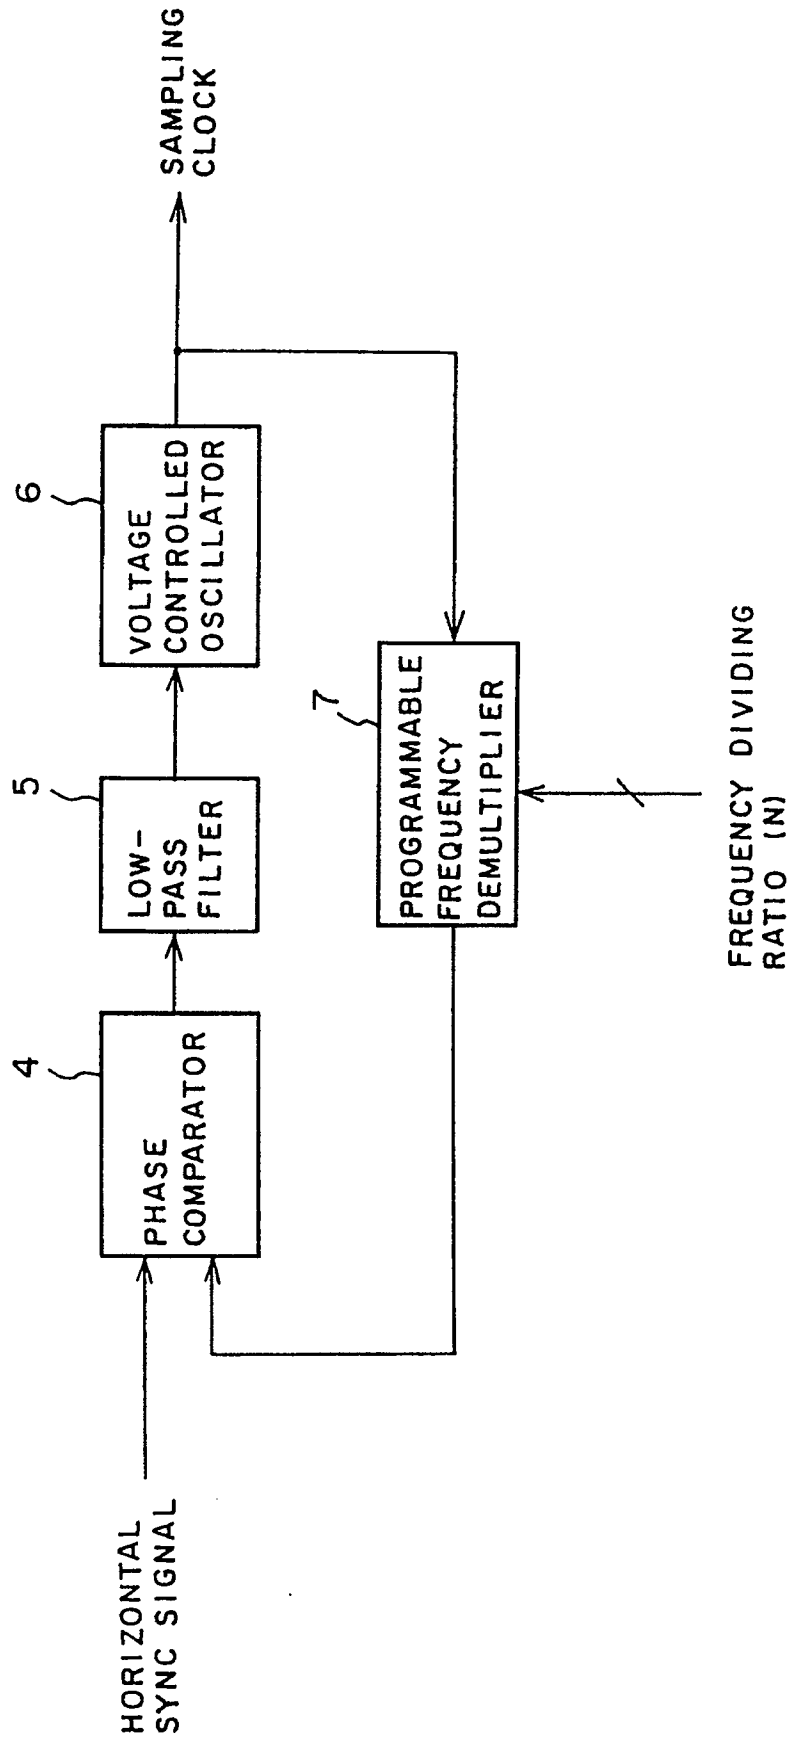 HORIZONTAL
SYNC SIGNAL
4
PHASE
COMPARATOR
5
LOW-
PASS
FILTER
6
VOLTAGE
CONTROLLED
OSCILLATOR
SAMPLING
CLOCK
7
PROGRAMMABLE
FREQUENCY
DEMULTIPLIER
FREQUENCY DIVIDING
RATIO (N)